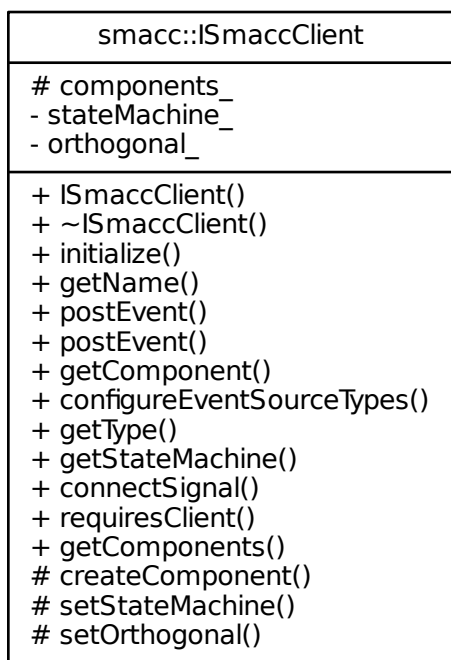 smacc::ISmaccClient
# components_
- stateMachine_
- orthogonal_
+ ISmaccClient()
+ ~ISmaccClient()
+ initialize()
+ getName()
+ postEvent()
+ postEvent()
+ getComponent()
+ configureEventSourceTypes()
+ getType()
+ getStateMachine()
+ connectSignal()
+ requiresClient()
+ getComponents()
# createComponent()
# setStateMachine()
# setOrthogonal()